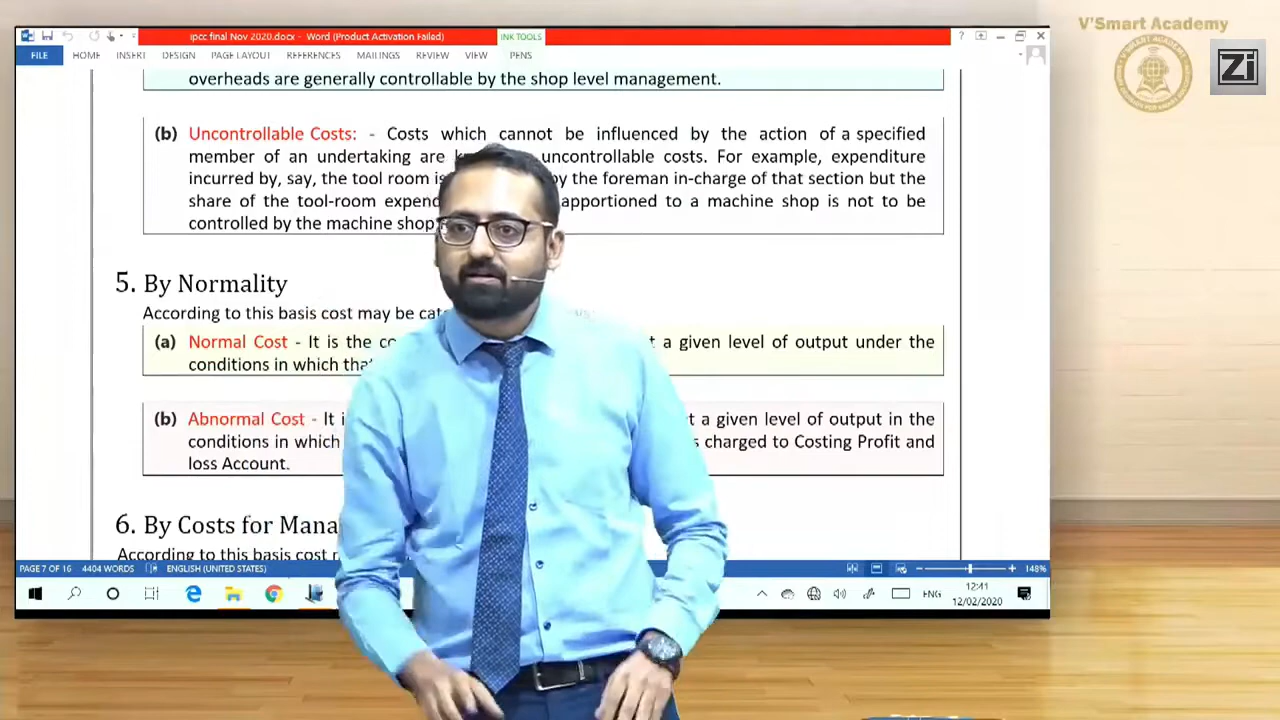 V'Smart Academy
Zi
ipcc final Nov 2020.docx - Word (Product Activation Failed)
INK TOOLS
FILE HOME INSERT DESIGN PAGE LAYOUT REFERENCES MAILINGS REVIEW VIEW PENS
overheads are generally controllable by the shop level management.
(b) Uncontrollable Costs: - Costs which cannot be influenced by the action of a specified
member of an undertaking are uncontrollable costs. For example, expenditure
incurred by, say, the tool room is by the foreman in-charge of that section but the
share of the tool-room apportioned to a machine shop is not to be
controlled by the machine shop
5. By Normality
According to this basis cost may be
(a) Normal Cost - It is the a given level of output under the
conditions in which
(b) Abnormal Cost - It a given level of output in the
conditions in which charged to Costing Profit and
loss Account.
6. By Costs for
According to this basis cost
PAGE 7 OF 16 4404 WORDS ENGLISH (UNITED STATES) 148%
ENG
12:41
12/02/2020